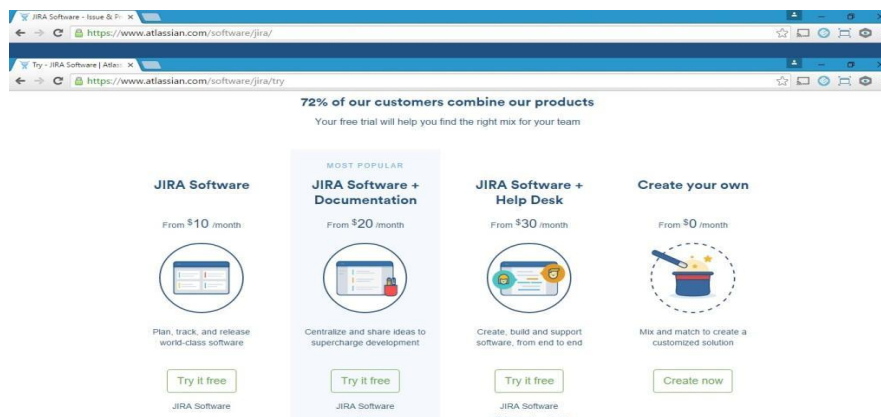 JIRA Software - Issue & Pr
https://www.atlassian.com/software/jira/
Try - JIRA Software | Atlas
https://www.atlassian.com/software/jira/try
72% of our customers combine our products
Your free trial will help you find the right mix for your team
JIRA Software
From $10 /month
Plan, track, and release
world-class software
Try it free
JIRA Software
MOST POPULAR
JIRA Software +
Documentation
From $20 /month
Centralize and share ideas to
supercharge development
Try it free
JIRA Software
JIRA Software +
Help Desk
From $30 /month
Create, build and support
software, from end to end
Try it free
JIRA Software
Create your own
From $0 /month
Mix and match to create a
customized solution
Create now